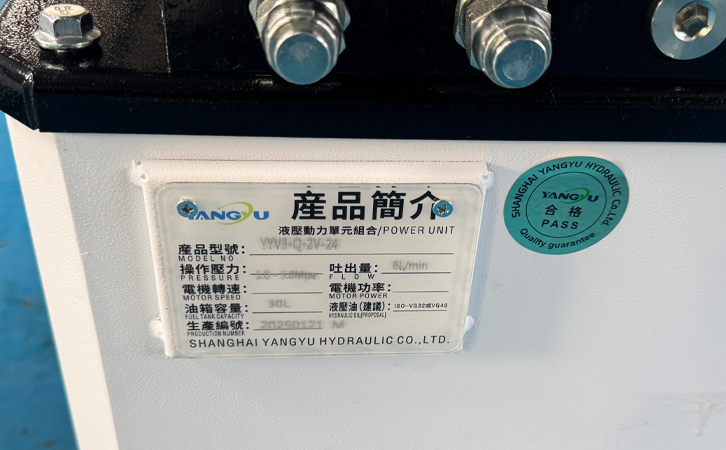 YANGYU 産品簡介
液壓動力單元組合/POWER UNIT
産品型號: YYV3-Q-2V-24
MODEL NO
操作壓力: 吐出量: 6L/min
PRESSURE FLOW
電機轉速: 電機功率:
MOTOR SPEED MOTOR POWER
油箱容量: 30L 液壓油(建議): ISO-VG32或VG46
FUEL TANK CAPACITY HYDRAULIC OIL(PROPOSAL)
生產編號: 20250121 M
PRODUCTION NUMBER
SHANGHAI YANGYU HYDRAULIC CO.,LTD.
SHANGHAI YANGYU HYDRAULIC Co.Ltd
YANGYU
合格
PASS
Quality guarantee